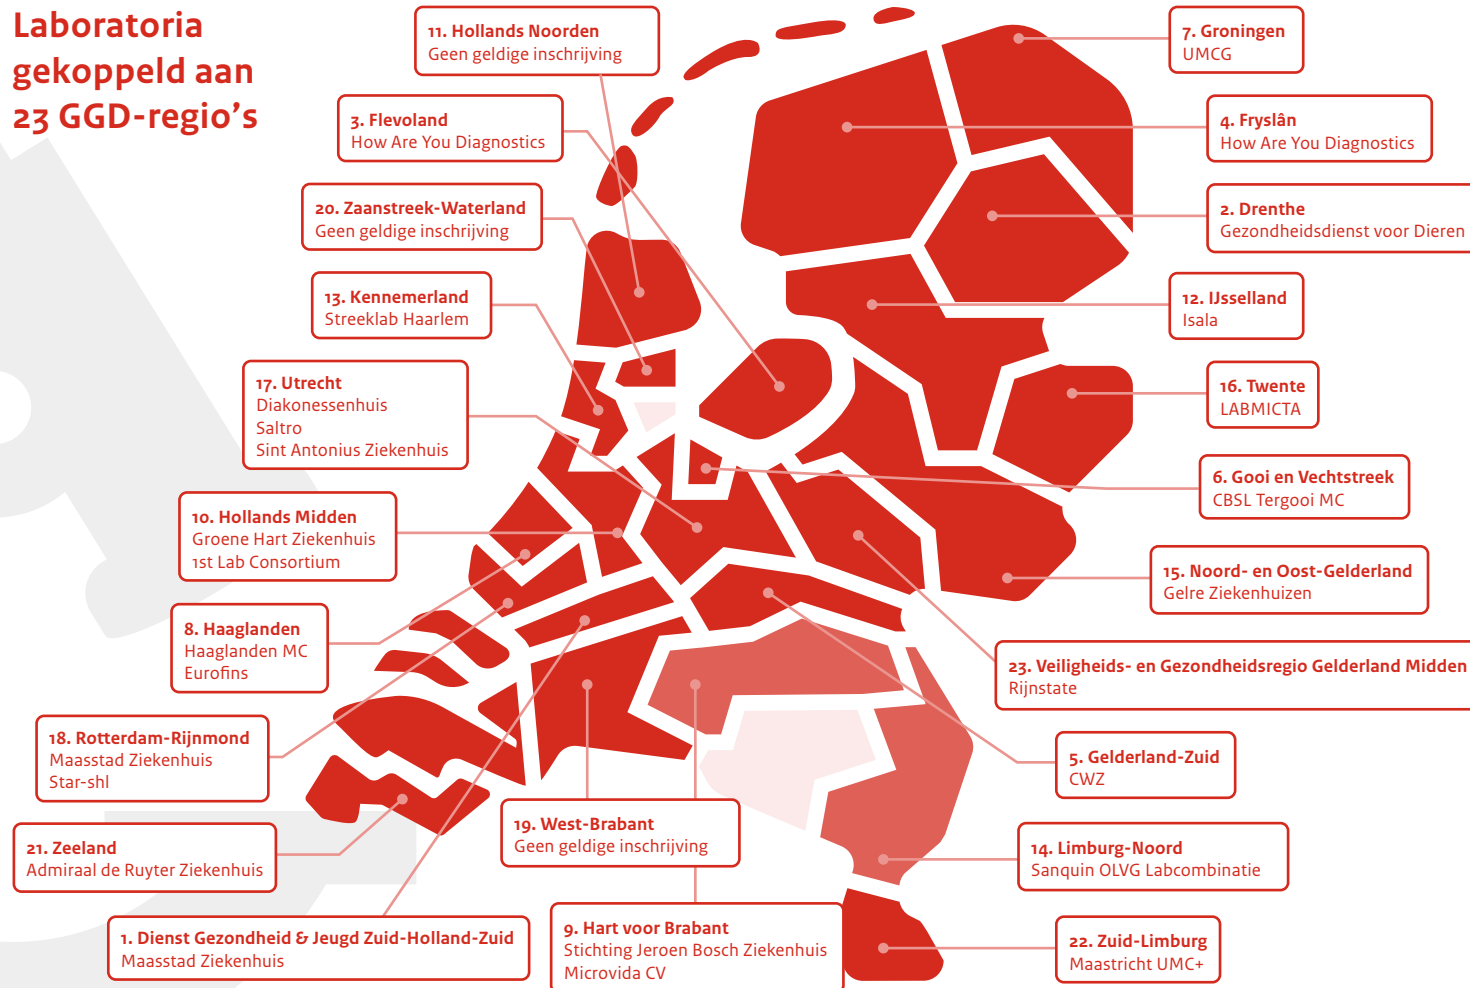 Laboratoria
gekoppeld aan
23 GGD-regio's
11. Hollands Noorden
Geen geldige inschrijving
7. Groningen
UMCG
3. Flevoland
How Are You Diagnostics
4. Fryslân
How Are You Diagnostics
20. Zaanstreek-Waterland
Geen geldige inschrijving
2. Drenthe
Gezondheidsdienst voor Dieren
13. Kennemerland
Streeklab Haarlem
12. IJsselland
Isala
17. Utrecht
Diakonessenhuis
Saltro
Sint Antonius Ziekenhuis
16. Twente
LABMICTA
6. Gooi en Vechtstreek
CBSL Tergooi MC
10. Hollands Midden
Groene Hart Ziekenhuis
1st Lab Consortium
15. Noord- en Oost-Gelderland
Gelre Ziekenhuizen
8. Haaglanden
Haaglanden MC
Eurofins
23. Veiligheids- en Gezondheidsregio Gelderland Midden
Rijnstate
18. Rotterdam-Rijnmond
Maasstad Ziekenhuis
Star-shl
5. Gelderland-Zuid
CWZ
19. West-Brabant
Geen geldige inschrijving
21. Zeeland
Admiraal de Ruyter Ziekenhuis
14. Limburg-Noord
Sanquin OLVG Labcombinatie
1. Dienst Gezondheid & Jeugd Zuid-Holland-Zuid
Maasstad Ziekenhuis
9. Hart voor Brabant
Stichting Jeroen Bosch Ziekenhuis
Microvida CV
22. Zuid-Limburg
Maastricht UMC+